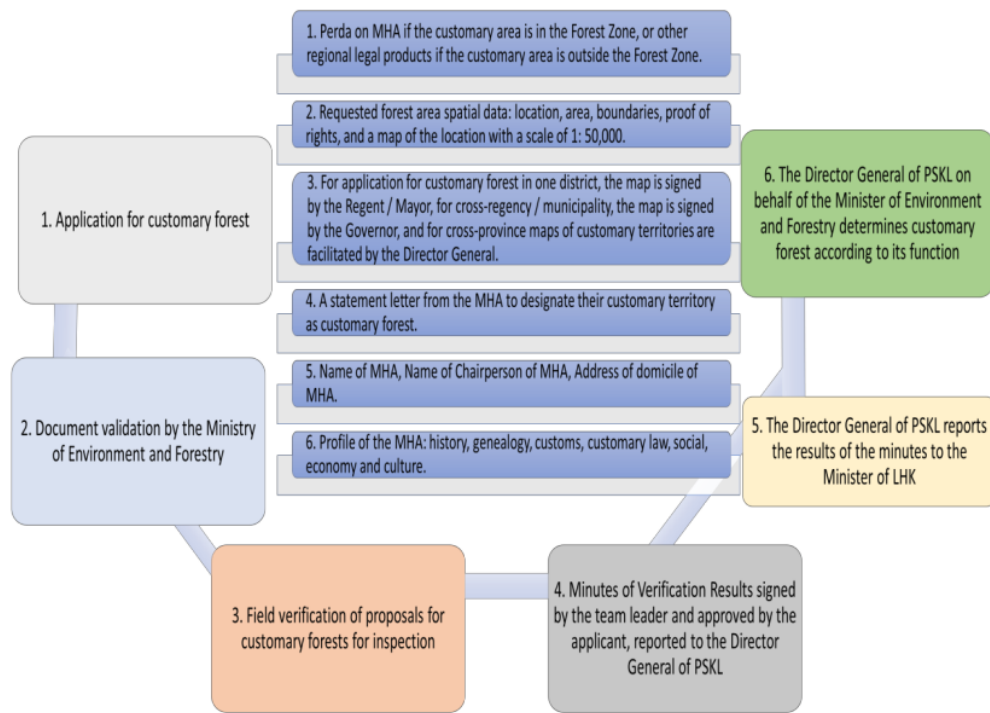 1. Perda on MHA if the customary area is in the Forest Zone, or other
regional legal products if the customary area is outside the Forest Zone.
2. Requested forest area spatial data: location, area, boundaries, proof of
rights, and a map of the location with a scale of 1: 50,000.
3. For application for customary forest in one district, the map is signed
by the Regent / Mayor, for cross-regency / municipality, the map is signed
by the Governor, and for cross-province maps of customary territories are
facilitated by the Director General.
4. A statement letter from the MHA to designate their customary territory
as customary forest.
5. Name of MHA, Name of Chairperson of MHA, Address of domicile of
MHA.
6. Profile of the MHA: history, genealogy, customs, customary law, social,
economy and culture.
1. Application for customary forest
2. Document validation by the Ministry
of Environment and Forestry
3. Field verification of proposals for
customary forests for inspection
4. Minutes of Verification Results signed
by the team leader and approved by the
applicant, reported to the Director
General of PSKL
5. The Director General of PSKL reports
the results of the minutes to the
Minister of LHK
6. The Director General of PSKL on
behalf of the Minister of Environment
and Forestry determines customary
forest according to its function